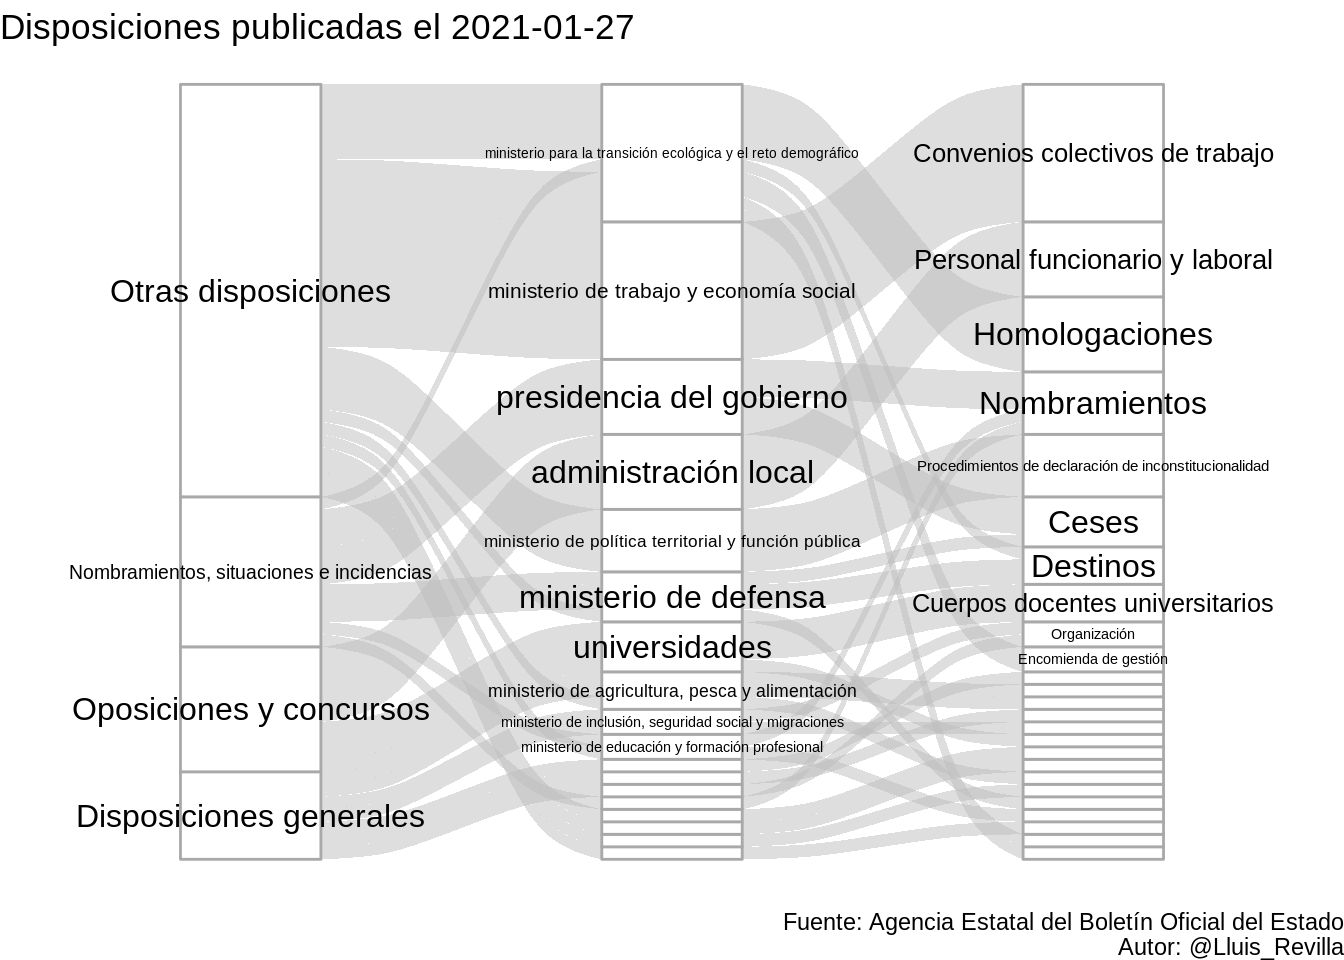 Disposiciones publicadas el 2021-01-27
Otras disposiciones
Nombramientos, situaciones e incidencias
Oposiciones y concursos
Disposiciones generales
ministerio para la transición ecológica y el reto demográfico
ministerio de trabajo y economía social
presidencia del gobierno
administración local
ministerio de política territorial y función pública
ministerio de defensa
universidades
ministerio de agricultura, pesca y alimentación
ministerio de inclusión, seguridad social y migraciones
ministerio de educación y formación profesional
Convenios colectivos de trabajo
Personal funcionario y laboral
Homologaciones
Nombramientos
Procedimientos de declaración de inconstitucionalidad
Ceses
Destinos
Cuerpos docentes universitarios
Organización
Encomienda de gestión
Fuente: Agencia Estatal del Boletín Oficial del Estado
Autor: @Lluis_Revilla